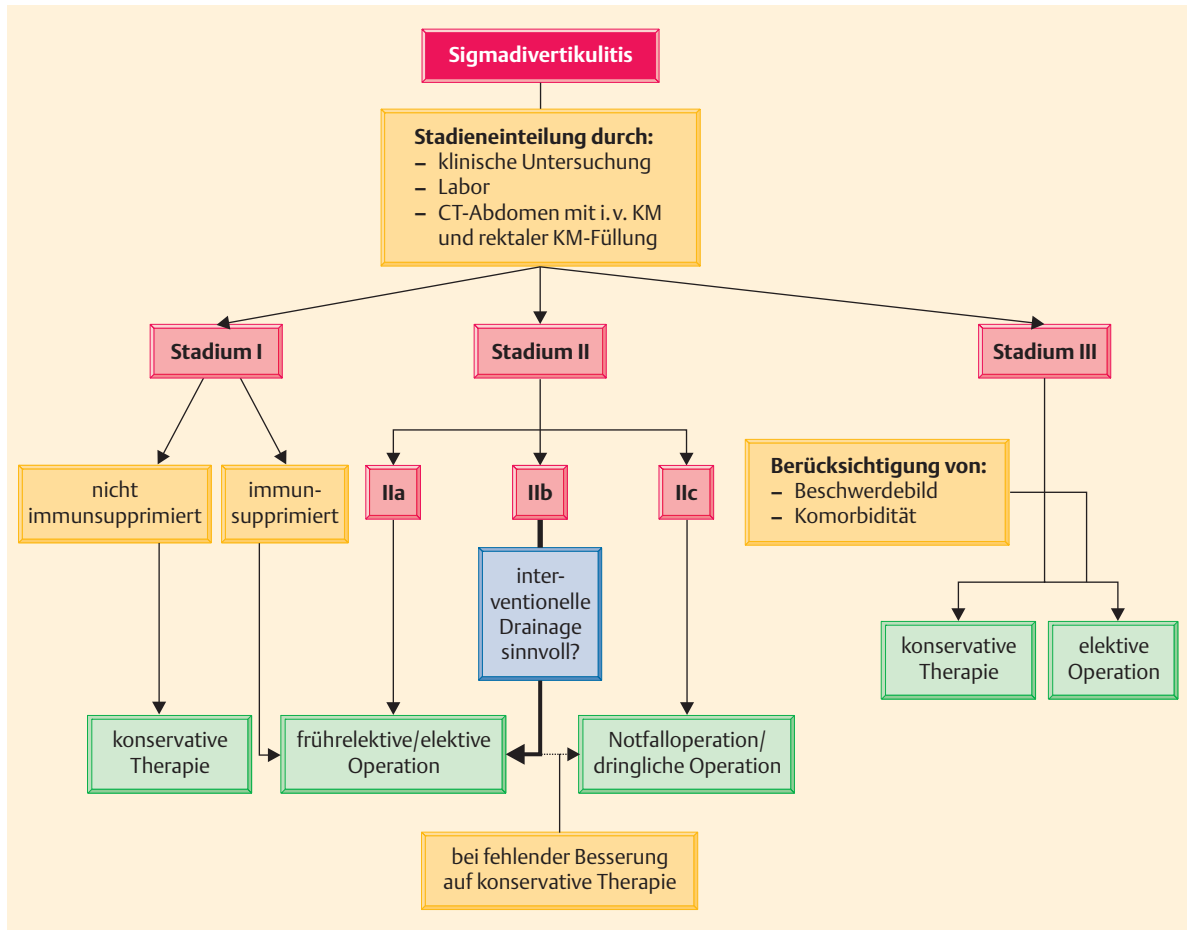 Sigmadivertikulitis
Stadieneinteilung durch:
– klinische Untersuchung
– Labor
– CT-Abdomen mit i. v. KM
und rektaler KM-Füllung
Stadium I
Stadium II
Stadium III
nicht
immunsupprimiert
immun-
supprimiert
IIa
IIb
IIc
Berücksichtigung von:
– Beschwerdebild
– Komorbidität
inter-
ventionelle
Drainage
sinnvoll?
konservative
Therapie
elektive
Operation
konservative
Therapie
frührelektive/elektive
Operation
Notfalloperation/
dringliche Operation
bei fehlender Besserung
auf konservative Therapie